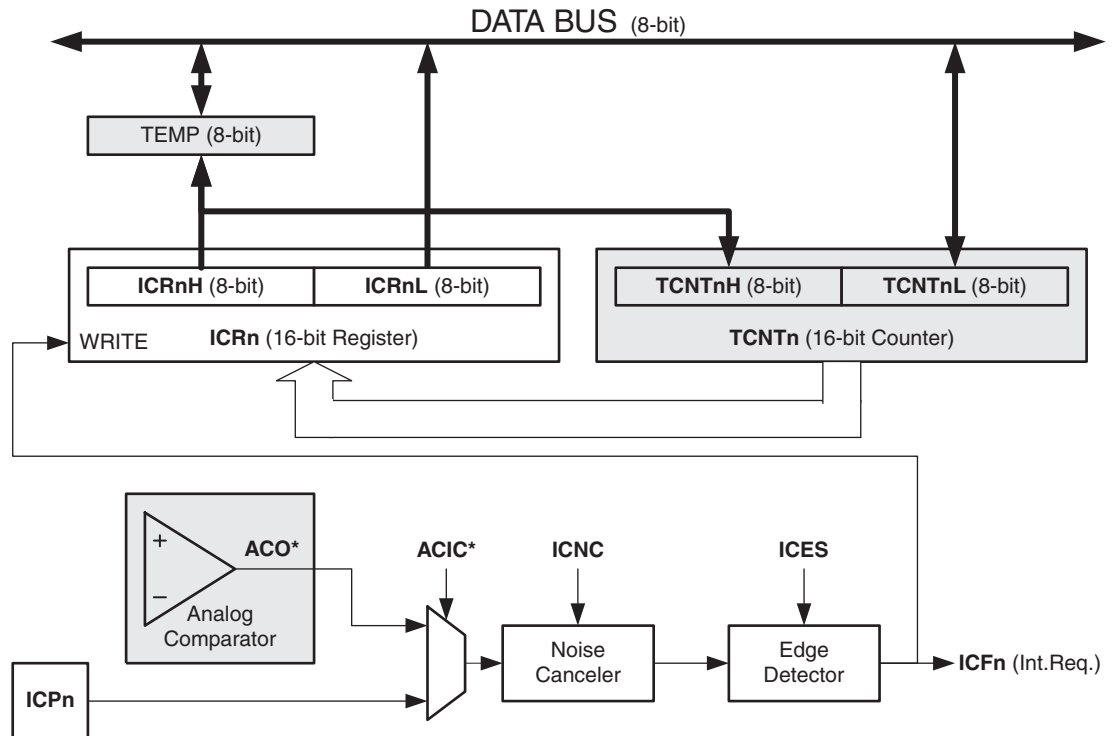 DATA BUS (8-bit)
TEMP (8-bit)
ICRnH (8-bit)
ICRnL (8-bit)
TCNTnH (8-bit)
TCNTnL (8-bit)
WRITE
ICRn (16-bit Register)
TCNTn (16-bit Counter)
+
−
ACO*
Analog
Comparator
ACIC*
ICNC
ICES
Noise
Canceler
Edge
Detector
ICFn (Int.Req.)
ICPn